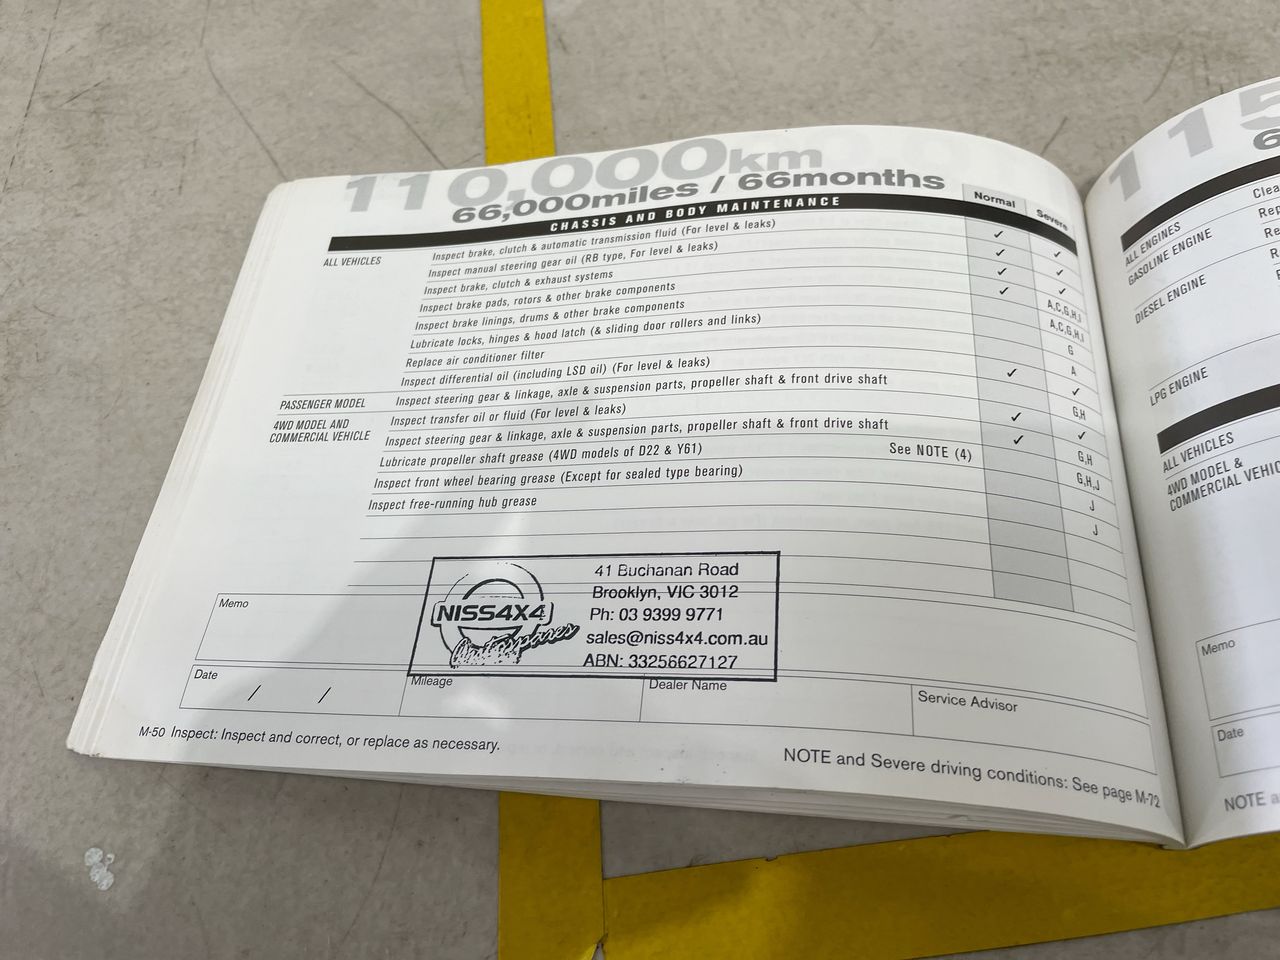 110,000km
66,000miles / 66months
CHASSIS AND BODY MAINTENANCE Normal Severe
ALL VEHICLES Inspect brake, clutch & automatic transmission fluid (For level & leaks) ✓ ✓
Inspect manual steering gear oil (RB type, For level & leaks) ✓ ✓
Inspect brake, clutch & exhaust systems ✓ ✓
Inspect brake pads, rotors & other brake components ✓ A,C,G,H,I
Inspect brake linings, drums & other brake components A,C,G,H,I
Lubricate locks, hinges & hood latch (& sliding door rollers and links) G
Replace air conditioner filter A
Inspect differential oil (including LSD oil) (For level & leaks) ✓ ✓
PASSENGER MODEL Inspect steering gear & linkage, axle & suspension parts, propeller shaft & front drive shaft G,H
4WD MODEL AND COMMERCIAL VEHICLE Inspect transfer oil or fluid (For level & leaks) ✓ ✓
Inspect steering gear & linkage, axle & suspension parts, propeller shaft & front drive shaft ✓ G,H
Lubricate propeller shaft grease (4WD models of D22 & Y61) See NOTE (4) G,H,J
Inspect front wheel bearing grease (Except for sealed type bearing) J
Inspect free-running hub grease J
Memo
NISS4X4
Autospares
41 Buchanan Road
Brooklyn, VIC 3012
Ph: 03 9399 9771
sales@niss4x4.com.au
ABN: 33256627127
Date / / Mileage Dealer Name Service Advisor
M-50 Inspect: Inspect and correct, or replace as necessary.
NOTE and Severe driving conditions: See page M-72
115
6
ALL ENGINES Clea
GASOLINE ENGINE Rep
DIESEL ENGINE
LPG ENGINE
ALL VEHICLES
4WD MODEL &
COMMERCIAL VEHIC
Memo
Date
NOTE a